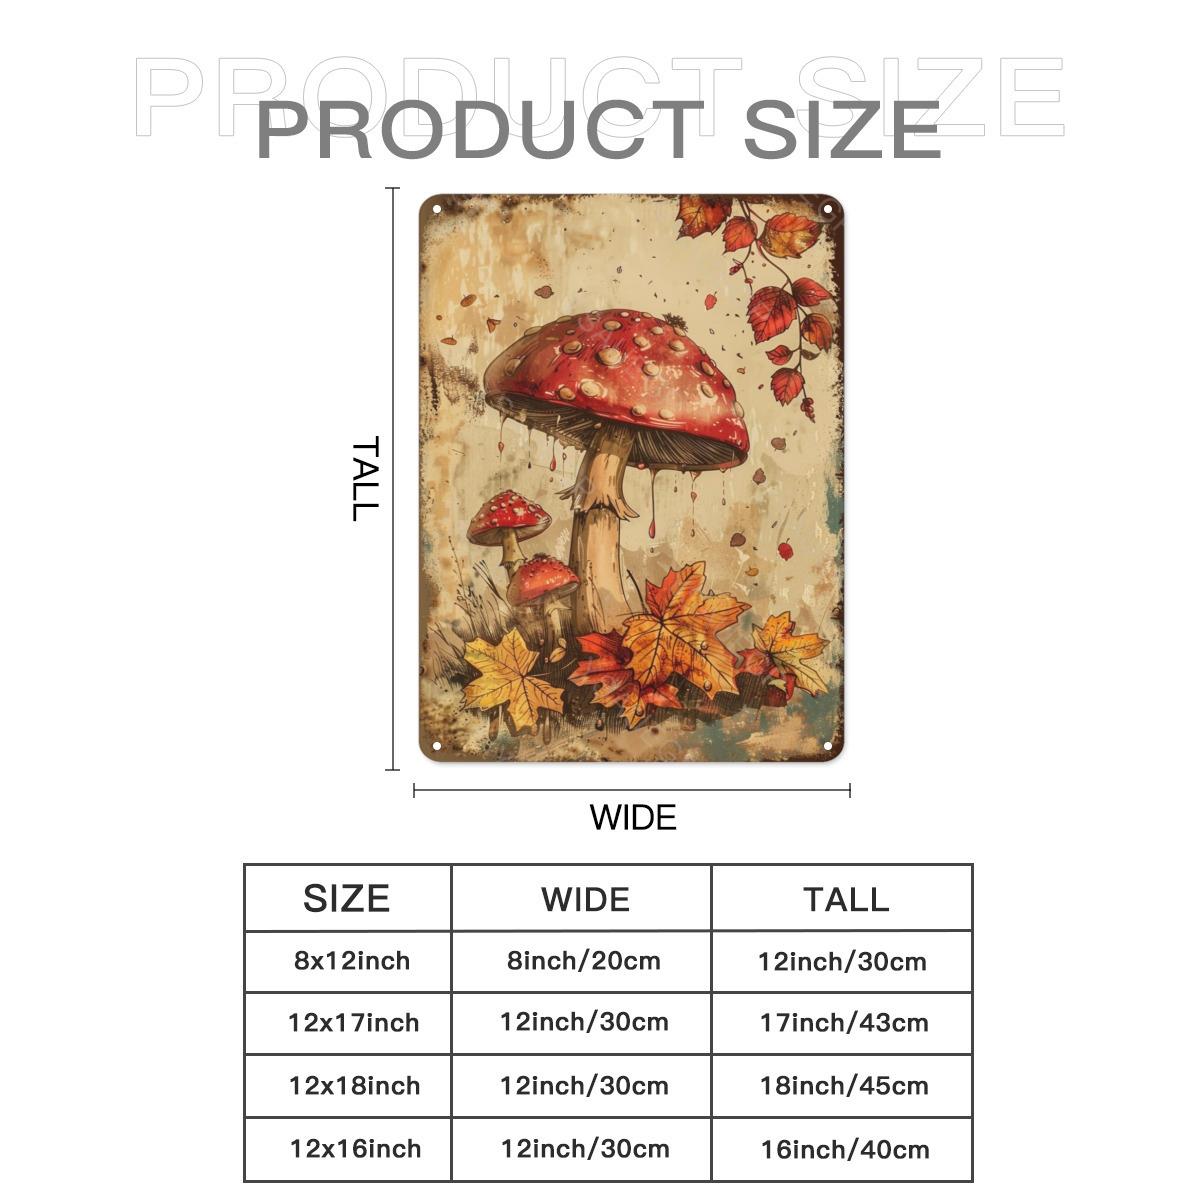 PRODUCT SIZE
PRODUCT SIZE
TALL
WIDE
SIZE WIDE TALL
8x12inch 8inch/20cm 12inch/30cm
12x17inch 12inch/30cm 17inch/43cm
12x18inch 12inch/30cm 18inch/45cm
12x16inch 12inch/30cm 16inch/40cm